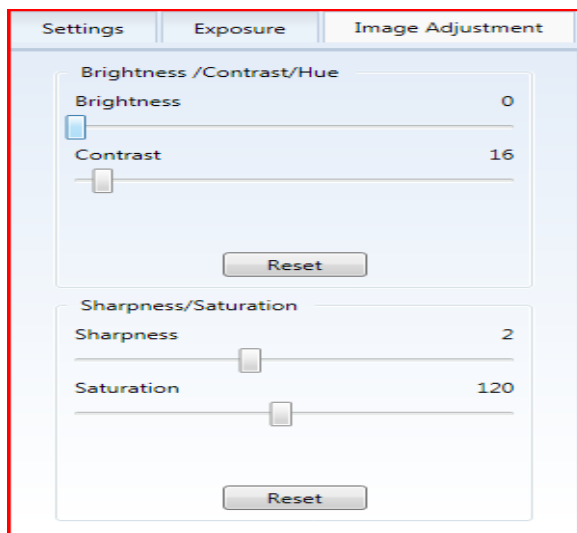 Settings Exposure Image Adjustment
Brightness /Contrast/Hue
Brightness 0
Contrast 16
Reset
Sharpness/Saturation
Sharpness 2
Saturation 120
Reset